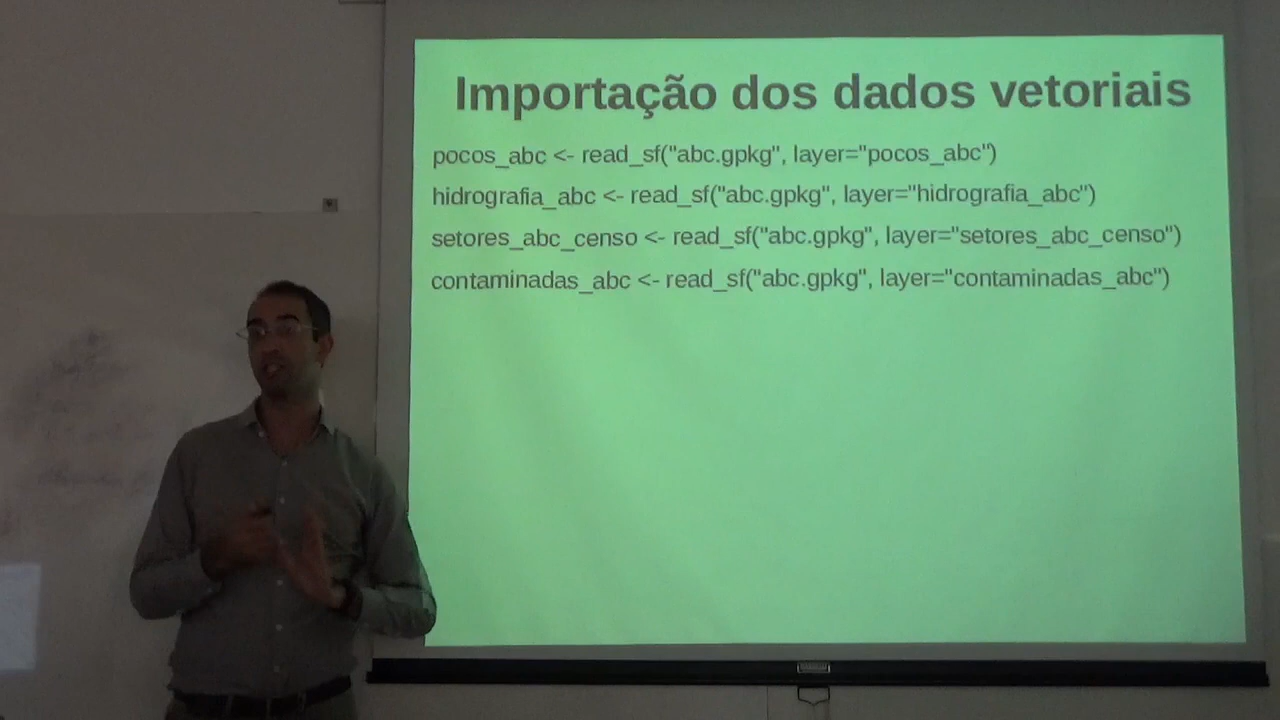 Importação dos dados vetoriais
pocos_abc <- read_sf("abc.gpkg", layer="pocos_abc")
hidrografia_abc <- read_sf("abc.gpkg", layer="hidrografia_abc")
setores_abc_censo <- read_sf("abc.gpkg", layer="setores_abc_censo")
contaminadas_abc <- read_sf("abc.gpkg", layer="contaminadas_abc")